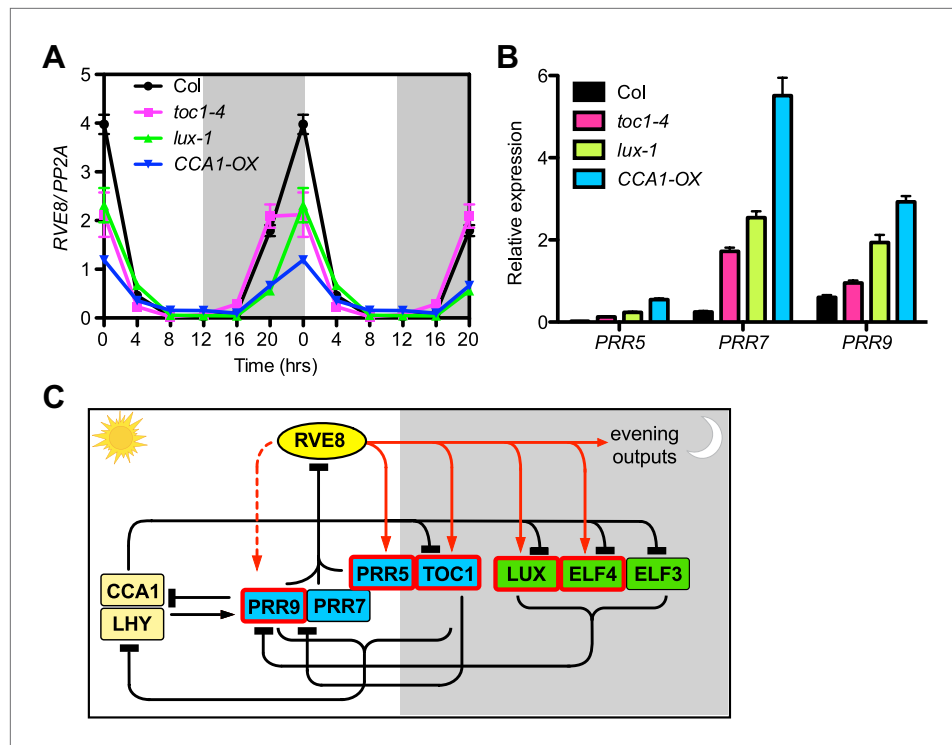 A
RVE8/PP2A
5
4
3
2
1
0
Col
toc1-4
lux-1
CCA1-OX
0 4 8 12 16 20 0 4 8 12 16 20
Time (hrs)
B
Relative expression
6
4
2
0
Col
toc1-4
lux-1
CCA1-OX
PRR5 PRR7 PRR9
C
RVE8
evening
outputs
PRR5 TOC1 LUX ELF4 ELF3
CCA1
LHY
PRR9 PRR7